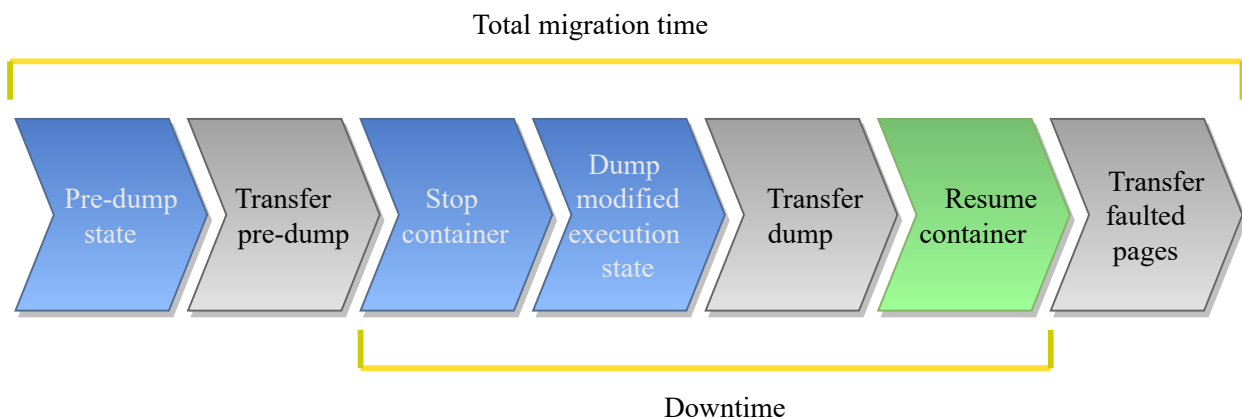 Total migration time
Pre-dump
state
Transfer
pre-dump
Stop
container
Dump
modified
execution
state
Transfer
dump
Resume
container
Transfer
faulted
pages
Downtime